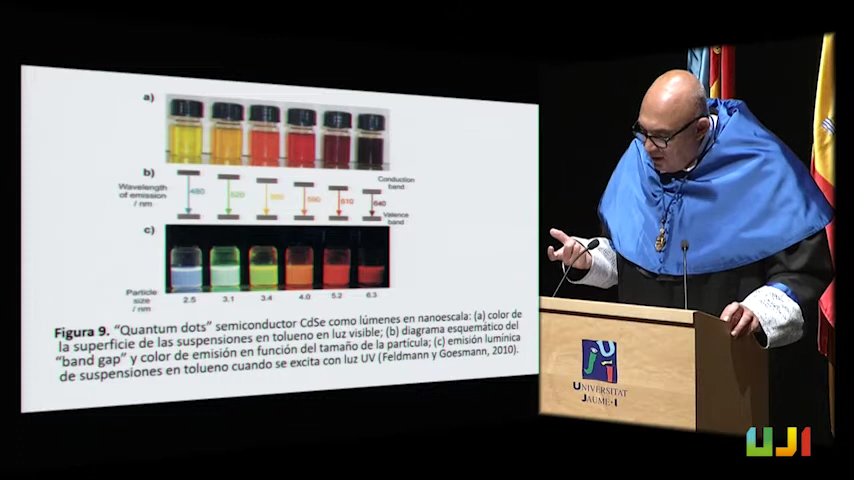 a)
b)
Conduction
band
Wavelength
of emission
/ nm
480
520
560
590
610
640
Valence
band
c)
Particle
size
/ nm
2.5
3.1
3.4
4.0
5.2
6.3
Figura 9. “Quantum dots” semiconductor CdSe como lúmenes en nanoescala: (a) color de
la superficie de las suspensiones en tolueno en luz visible; (b) diagrama esquemático del
“band gap” y color de emisión en función del tamaño de la partícula; (c) emisión lumínica
de suspensiones en tolueno cuando se excita con luz UV (Feldmann y Goesmann, 2010).
UNIVERSITAT
JAUME·I
UJI